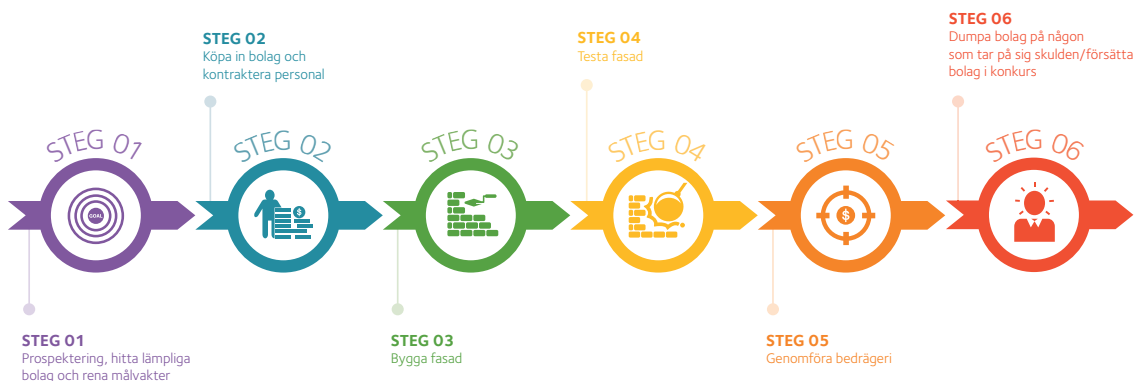 STEG 01
GOAL
STEG 01
Prospektering, hitta lämpliga
bolag och rena målvakter
STEG 02
Köpa in bolag och
kontraktera personal
STEG 02
$
STEG 03
STEG 03
Bygga fasad
STEG 04
Testa fasad
STEG 04
STEG 05
$
STEG 05
Genomföra bedrägeri
STEG 06
Dumpa bolag på någon
som tar på sig skulden/försätta
bolag i konkurs
STEG 06